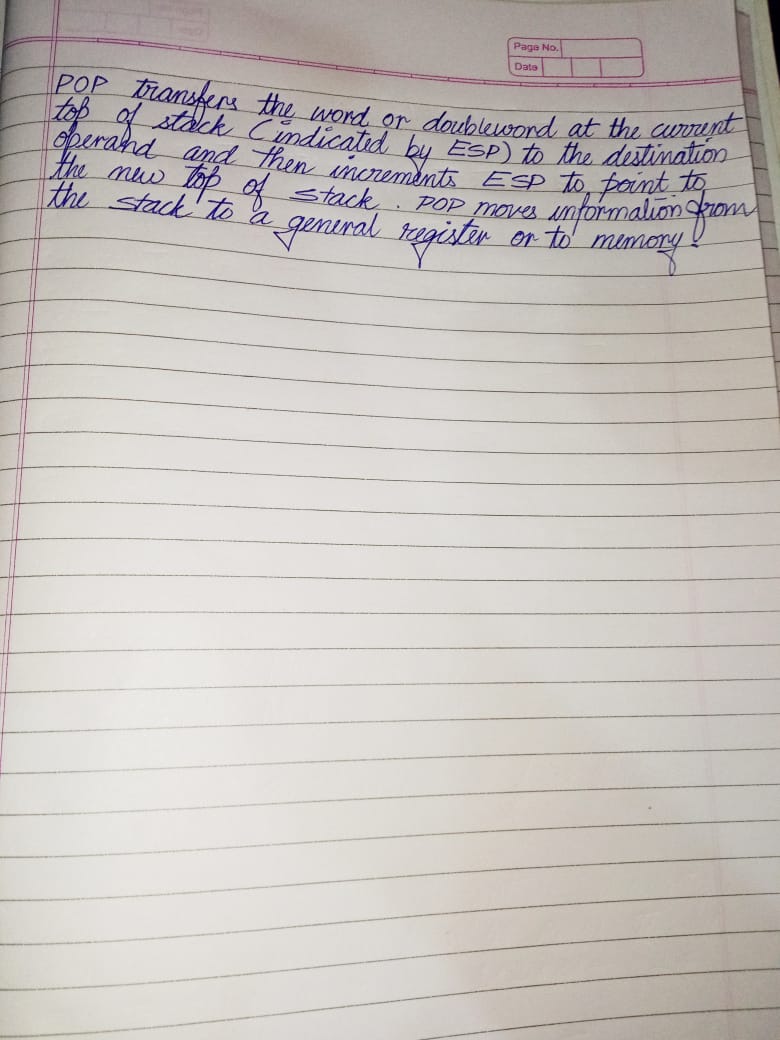 Page No.
Date
POP transfers the word or doubleword at the current
top of stack (indicated by ESP) to the destination
operand and then increments ESP to point to
the new top of stack. POP moves information from
the stack to a general register or to memory.